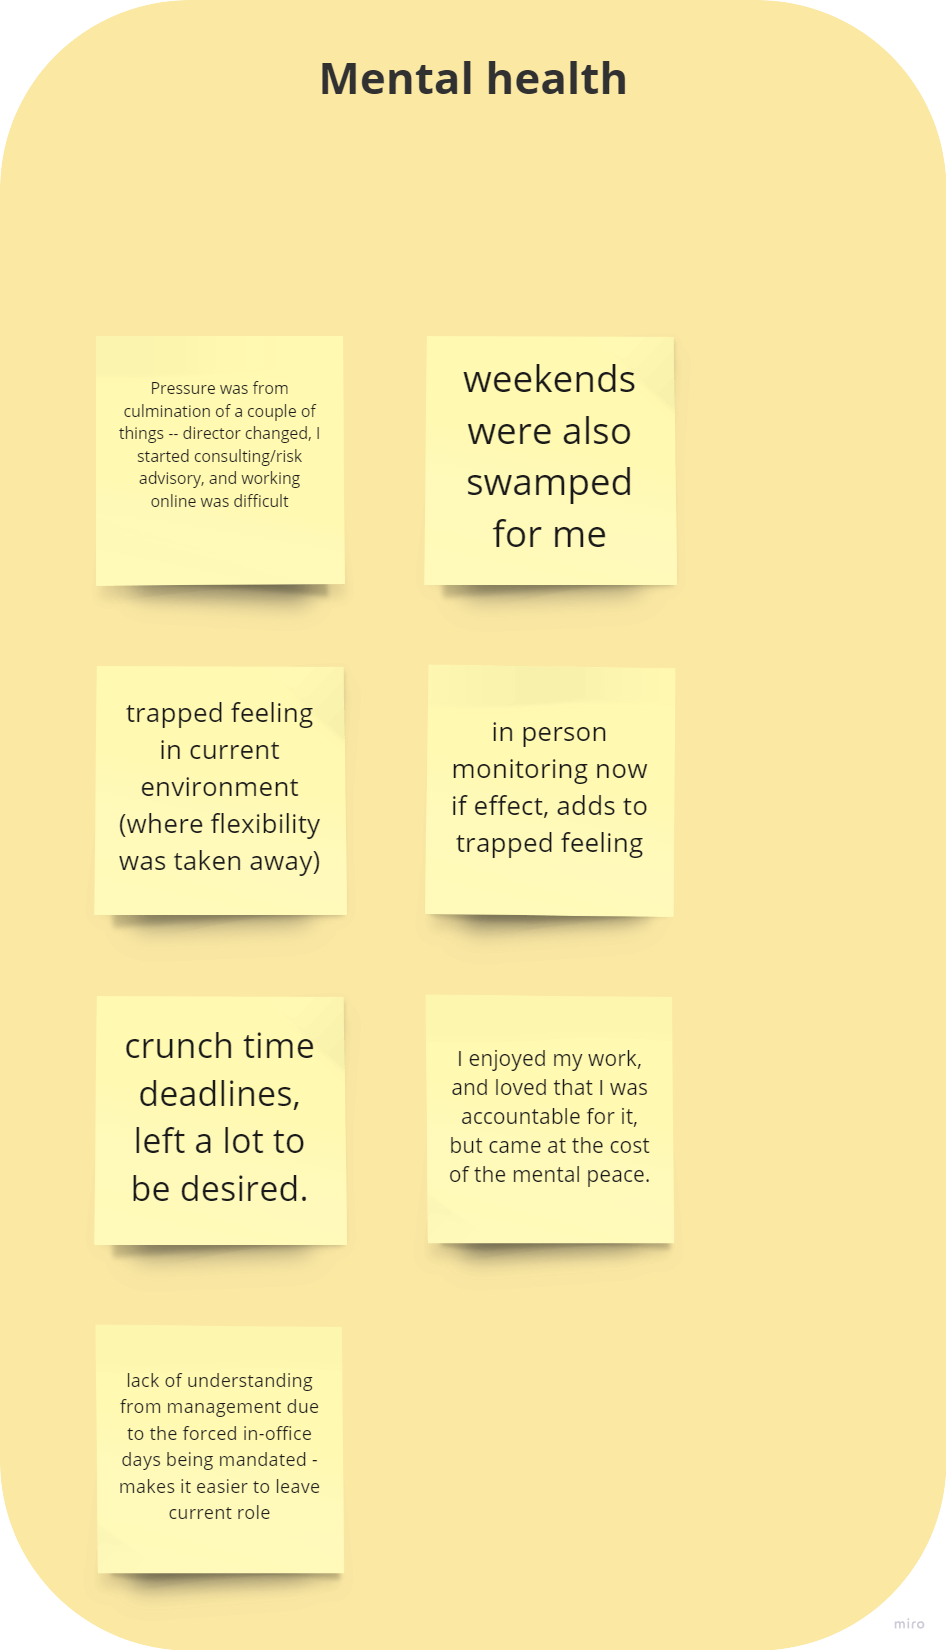 Mental health
Pressure was from
culmination of a couple of
things -- director changed, I
started consulting/risk
advisory, and working
online was difficult
weekends
were also
swamped
for me
trapped feeling
in current
environment
(where flexibility
was taken away)
in person
monitoring now
if effect, adds to
trapped feeling
crunch time
deadlines,
left a lot to
be desired.
I enjoyed my work,
and loved that I was
accountable for it,
but came at the cost
of the mental peace.
lack of understanding
from management due
to the forced in-office
days being mandated -
makes it easier to leave
current role
miro